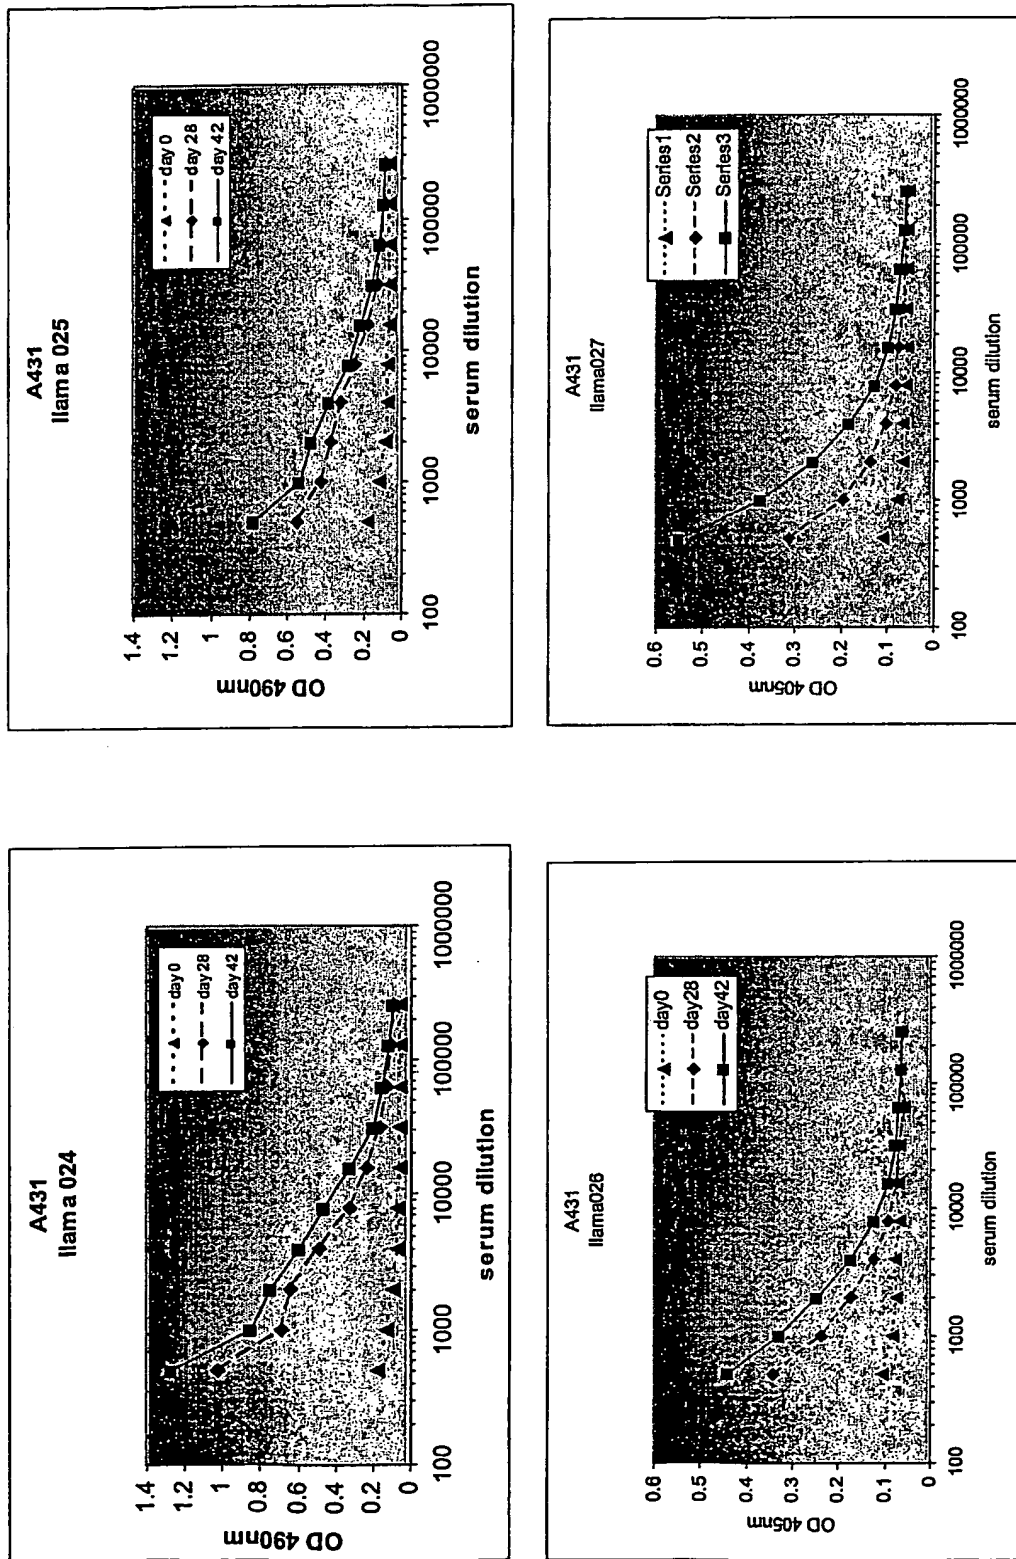 A431
llama 024
OD 490nm
1.4
1.2
1
0.8
0.6
0.4
0.2
0
100
1000
10000
100000
1000000
serum dilution
day0
day28
day 42
A431
llama 025
OD 490nm
1.4
1.2
1
0.8
0.6
0.4
0.2
0
100
1000
10000
100000
1000000
serum dilution
day 0
day 28
day 42
A431
llama026
OD 405nm
0.6
0.5
0.4
0.3
0.2
0.1
0
100
1000
10000
100000
1000000
serum dilution
day0
day28
day42
A431
llama027
OD 405nm
0.6
0.5
0.4
0.3
0.2
0.1
0
100
1000
10000
100000
1000000
serum dilution
Series1
Series2
Series3